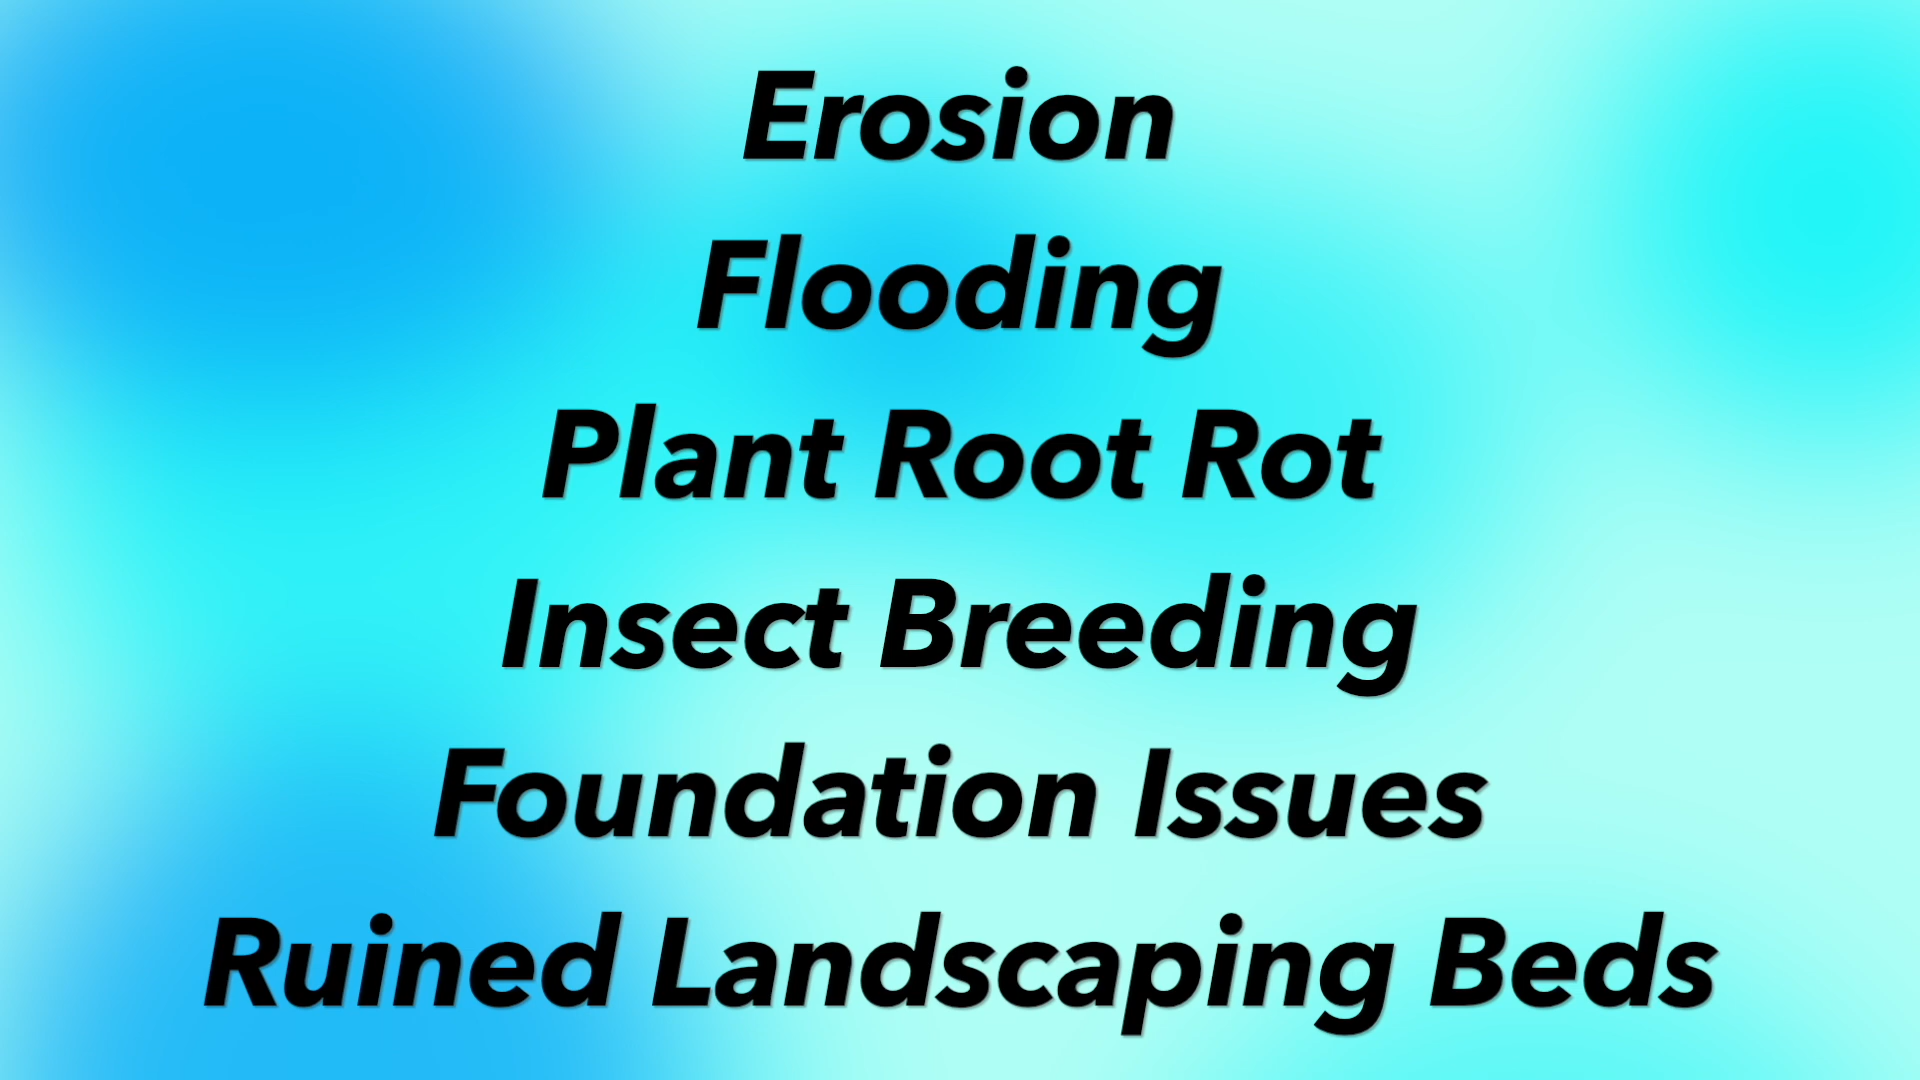 Erosion
Flooding
Plant Root Rot
Insect Breeding
Foundation Issues
Ruined Landscaping Beds